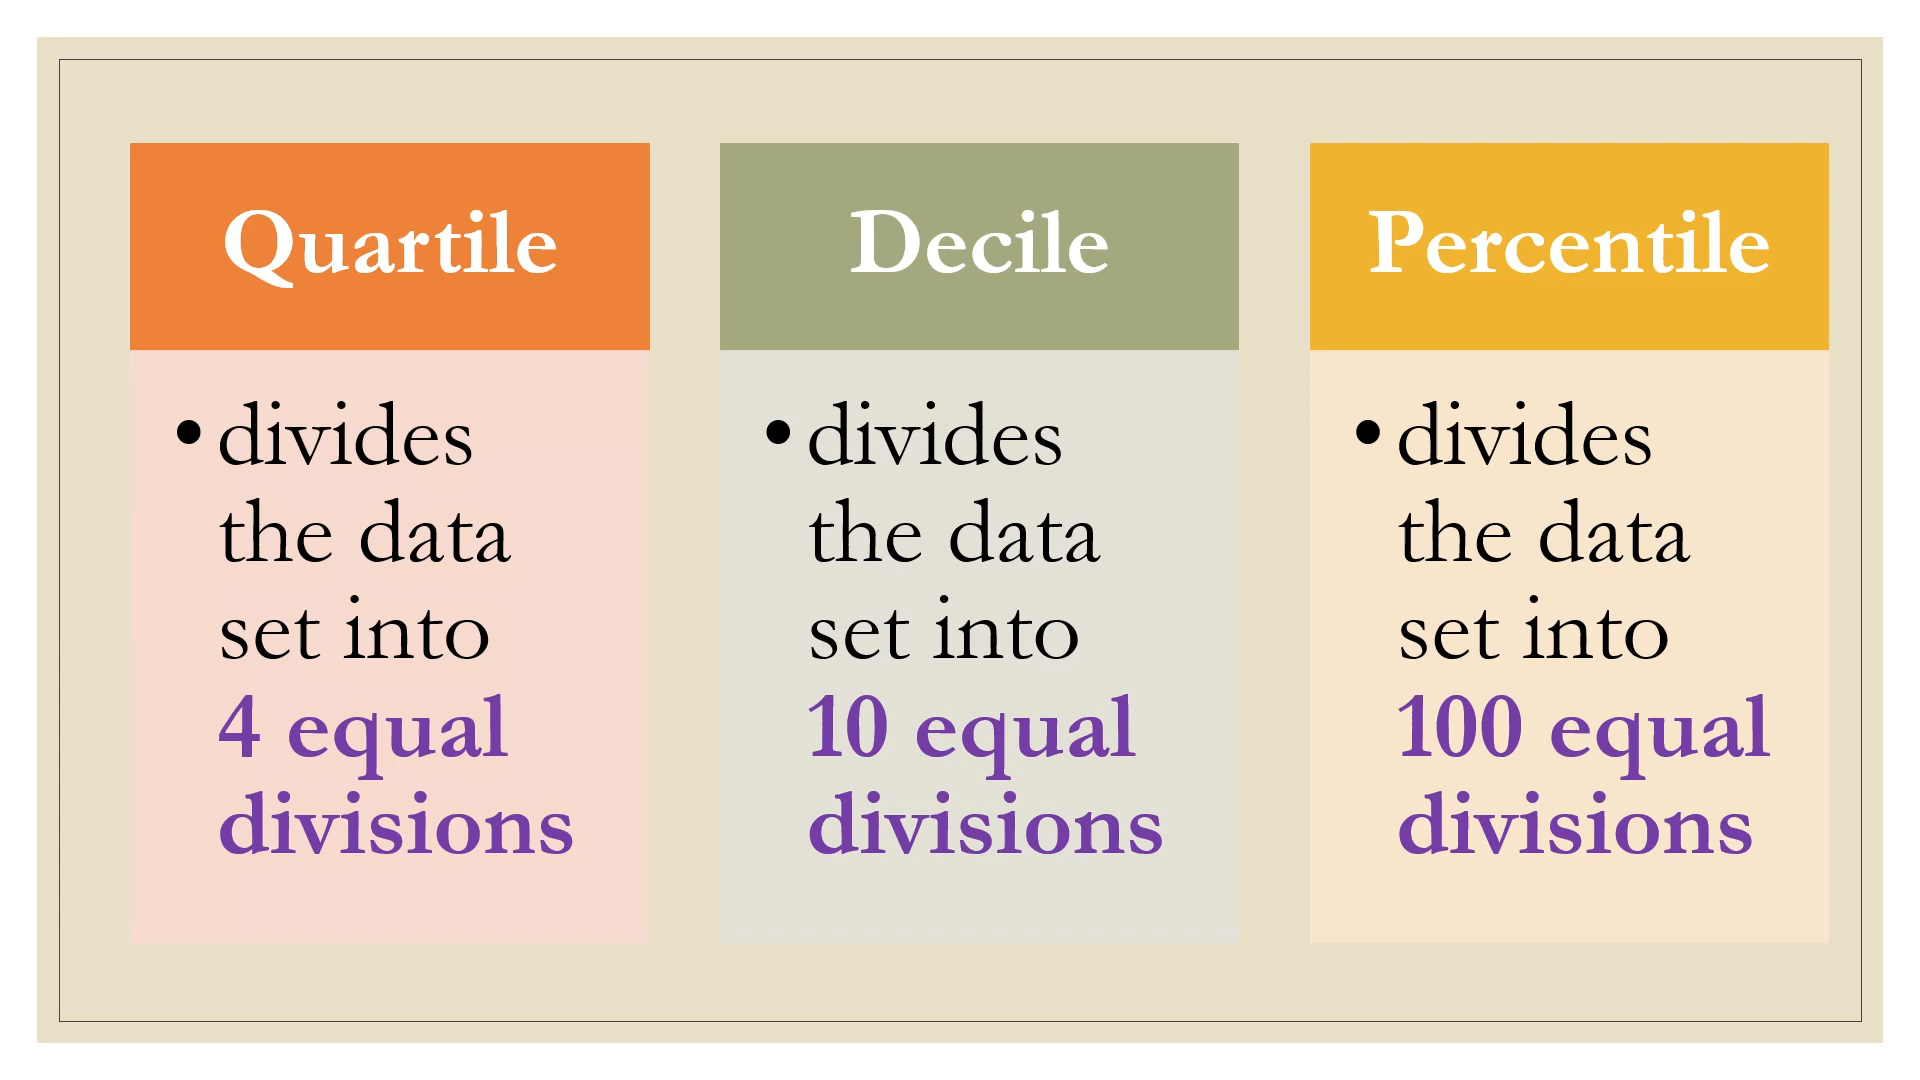 Quartile
• divides
the data
set into
4 equal
divisions
Decile
• divides
the data
set into
10 equal
divisions
Percentile
• divides
the data
set into
100 equal
divisions